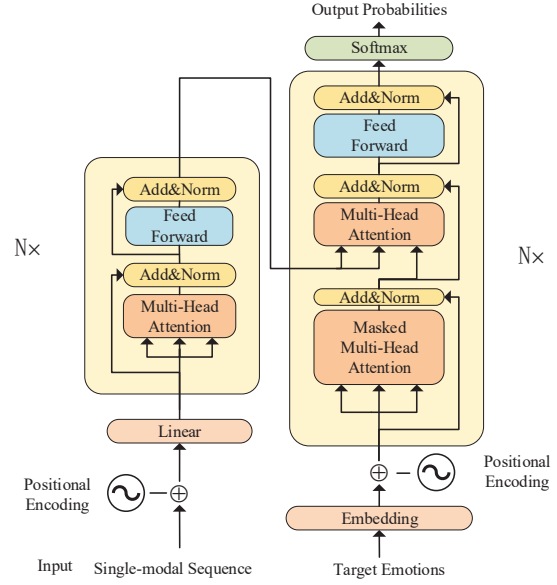 Output Probabilities
Softmax
Add&Norm
Feed
Forward
Add&Norm
Multi-Head
Attention
Add&Norm
Masked
Multi-Head
Attention
N×
Add&Norm
Feed
Forward
Add&Norm
Multi-Head
Attention
N×
Linear
Positional
Encoding
Positional
Encoding
Embedding
Input
Single-modal Sequence
Target Emotions